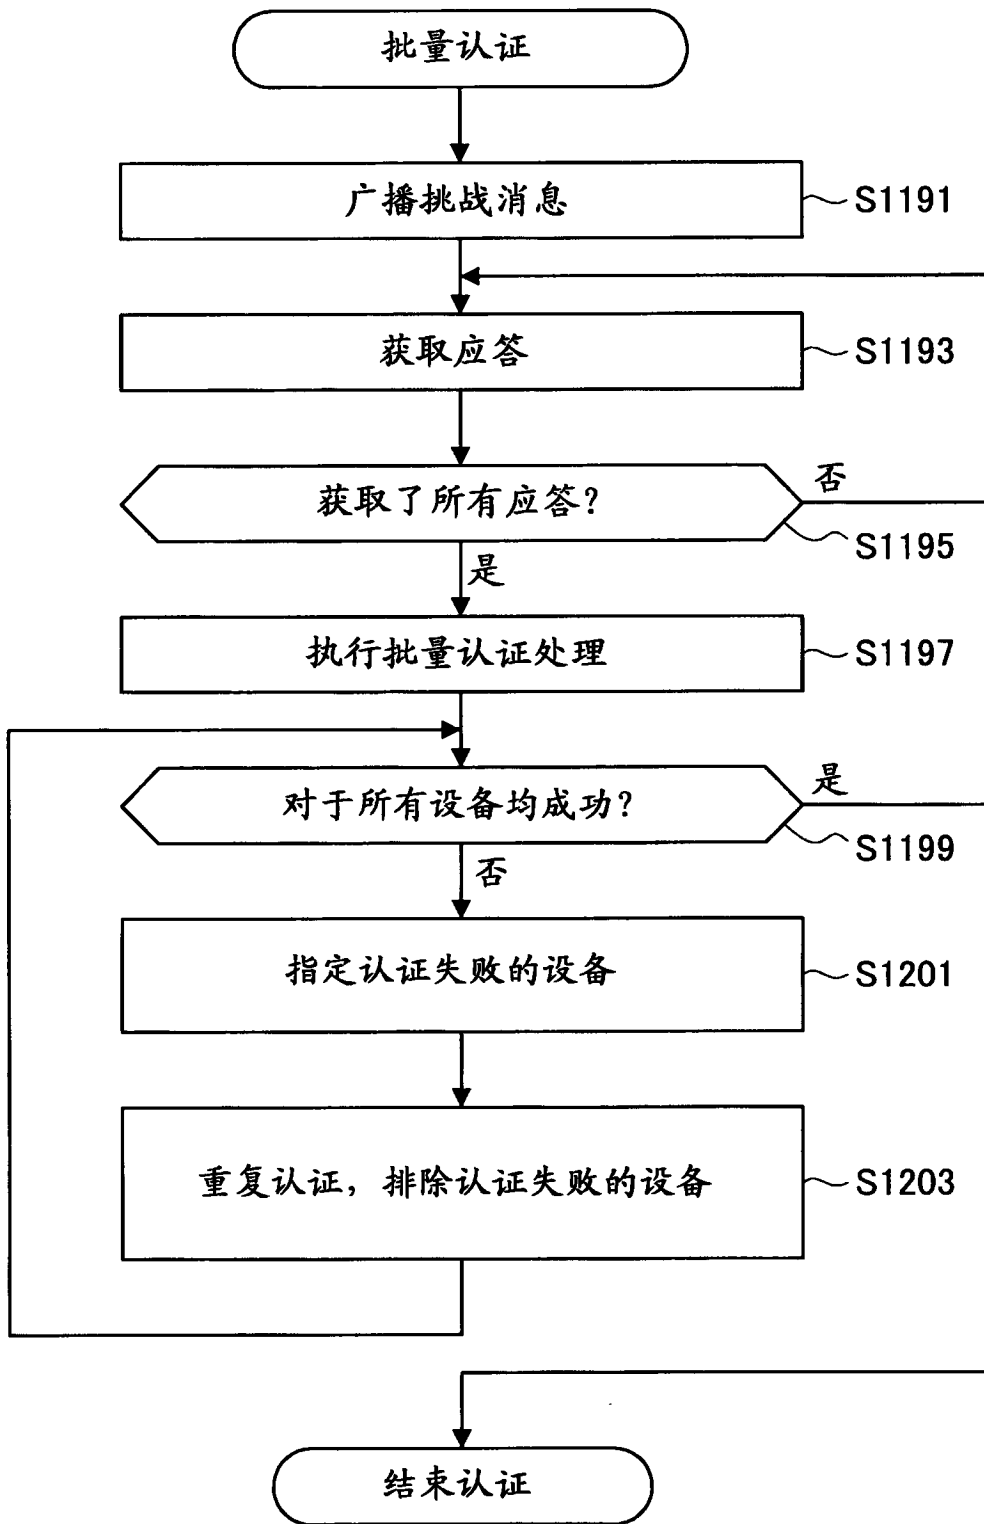 批量认证
广播挑战消息
S1191
获取应答
S1193
获取了所有应答?
否
S1195
是
执行批量认证处理
S1197
对于所有设备均成功?
是
S1199
否
指定认证失败的设备
S1201
重复认证，排除认证失败的设备
S1203
结束认证